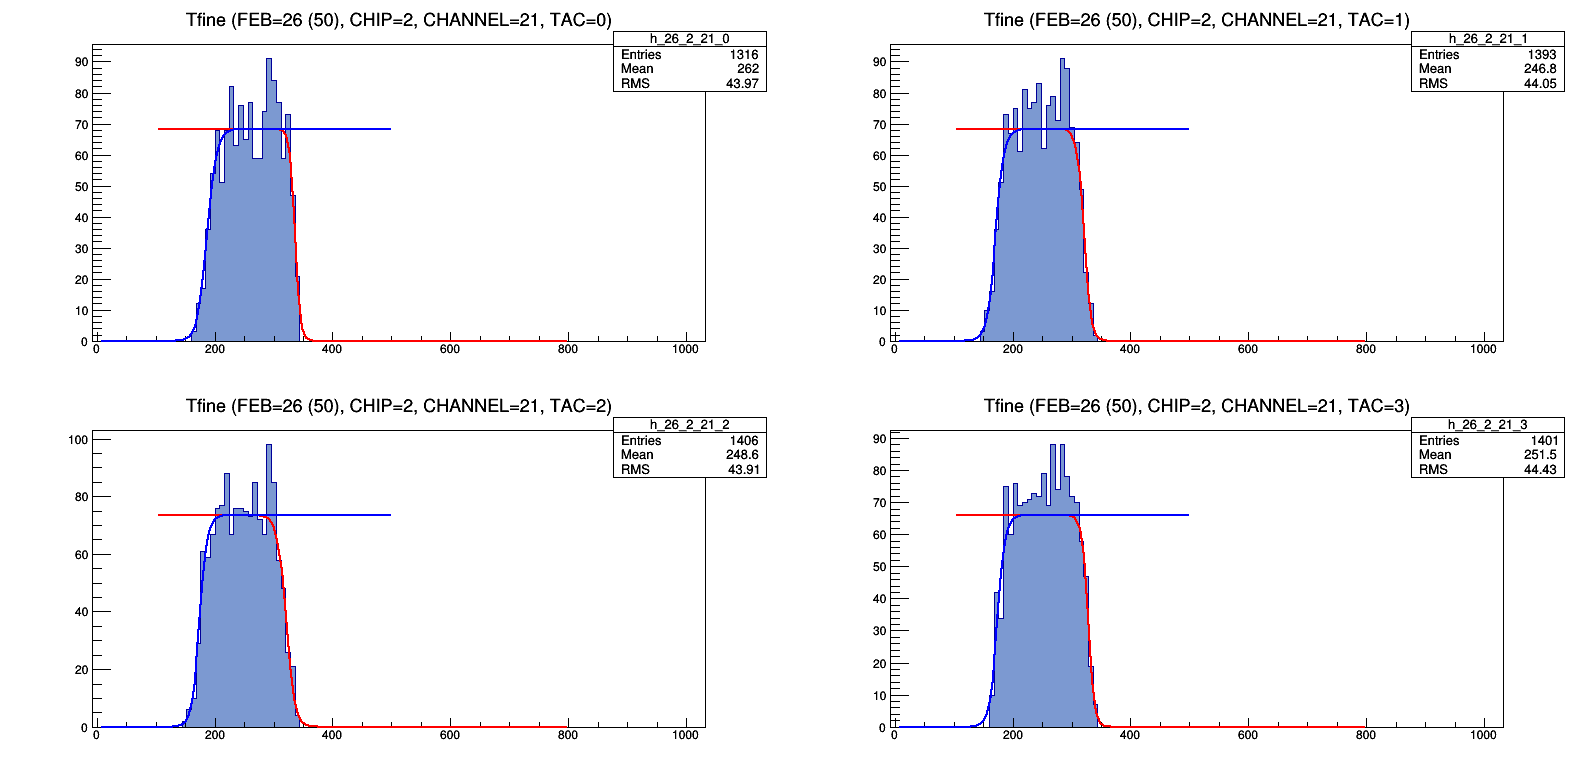 Tfine (FEB=26 (50), CHIP=2, CHANNEL=21, TAC=0)
h_26_2_21_0
Entries 1316
Mean 262
RMS 43.97
90
80
70
60
50
40
30
20
10
0
0 200 400 600 800 1000
Tfine (FEB=26 (50), CHIP=2, CHANNEL=21, TAC=1)
h_26_2_21_1
Entries 1393
Mean 246.8
RMS 44.05
90
80
70
60
50
40
30
20
10
0
0 200 400 600 800 1000
Tfine (FEB=26 (50), CHIP=2, CHANNEL=21, TAC=2)
h_26_2_21_2
Entries 1406
Mean 248.6
RMS 43.91
100
80
60
40
20
0
0 200 400 600 800 1000
Tfine (FEB=26 (50), CHIP=2, CHANNEL=21, TAC=3)
h_26_2_21_3
Entries 1401
Mean 251.5
RMS 44.43
90
80
70
60
50
40
30
20
10
0
0 200 400 600 800 1000